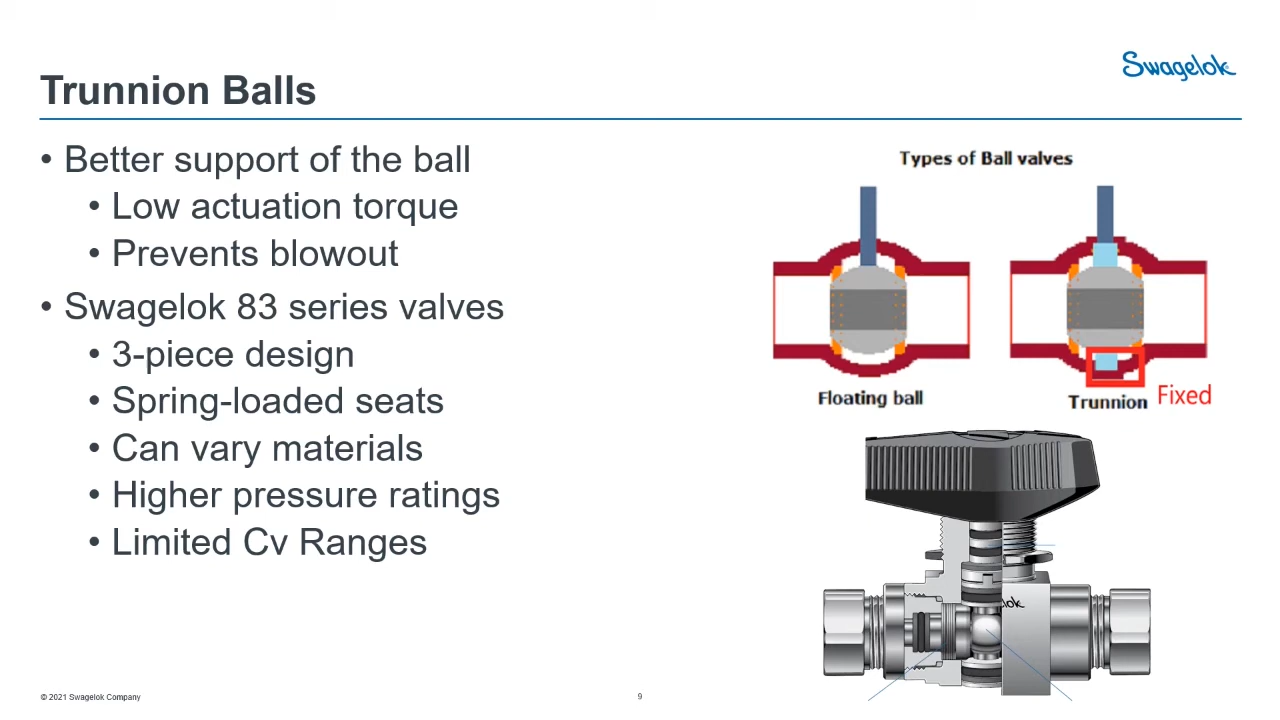 Swagelok
Trunnion Balls
• Better support of the ball
• Low actuation torque
• Prevents blowout
• Swagelok 83 series valves
• 3-piece design
• Spring-loaded seats
• Can vary materials
• Higher pressure ratings
• Limited Cv Ranges
Types of Ball valves
Floating ball
Trunnion
Fixed
lok
© 2021 Swagelok Company
9